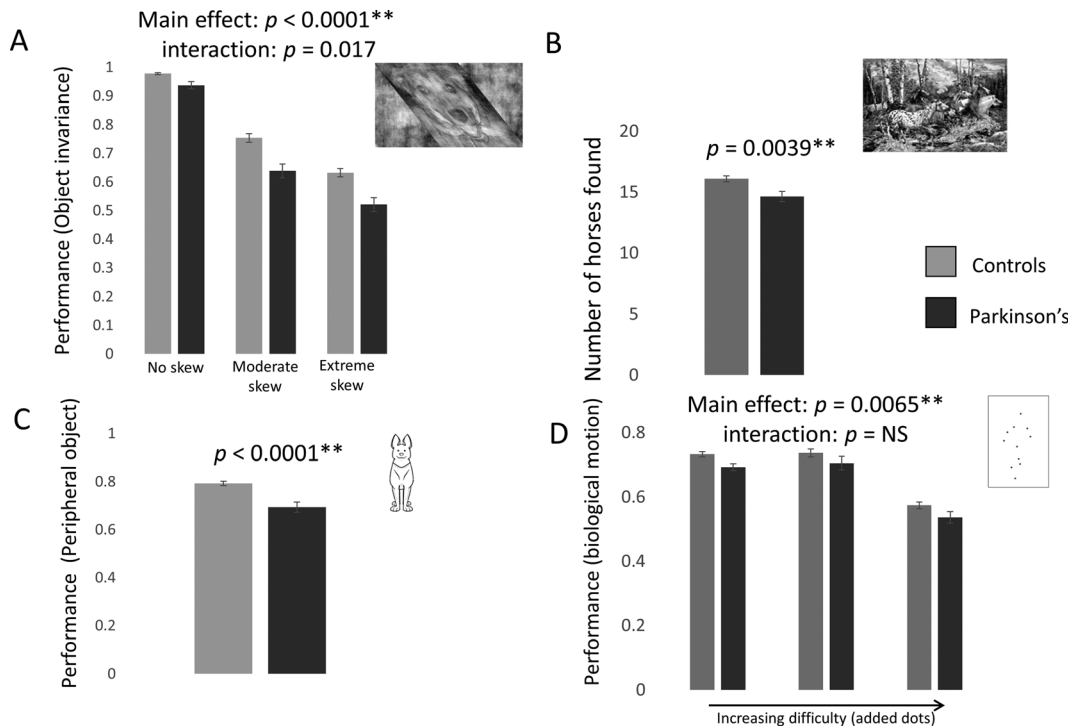 A
Main effect: p < 0.0001**
interaction: p = 0.017
Performance (Object invariance)
1
0.9
0.8
0.7
0.6
0.5
0.4
0.3
0.2
0.1
0
No skew
Moderate
skew
Extreme
skew
B
p = 0.0039**
Number of horses found
20
15
10
5
0
Controls
Parkinson's
C
p < 0.0001**
Performance (Peripheral object)
1
0.8
0.6
0.4
0.2
0
D
Main effect: p = 0.0065**
interaction: p = NS
Performance (biological motion)
0.8
0.6
0.4
0.2
0
Increasing difficulty (added dots)